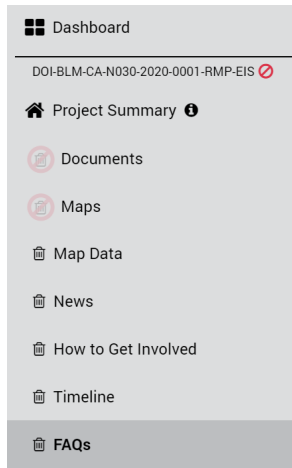 Dashboard
DOI-BLM-CA-N030-2020-0001-RMP-EIS
Project Summary
Documents
Maps
Map Data
News
How to Get Involved
Timeline
FAQs